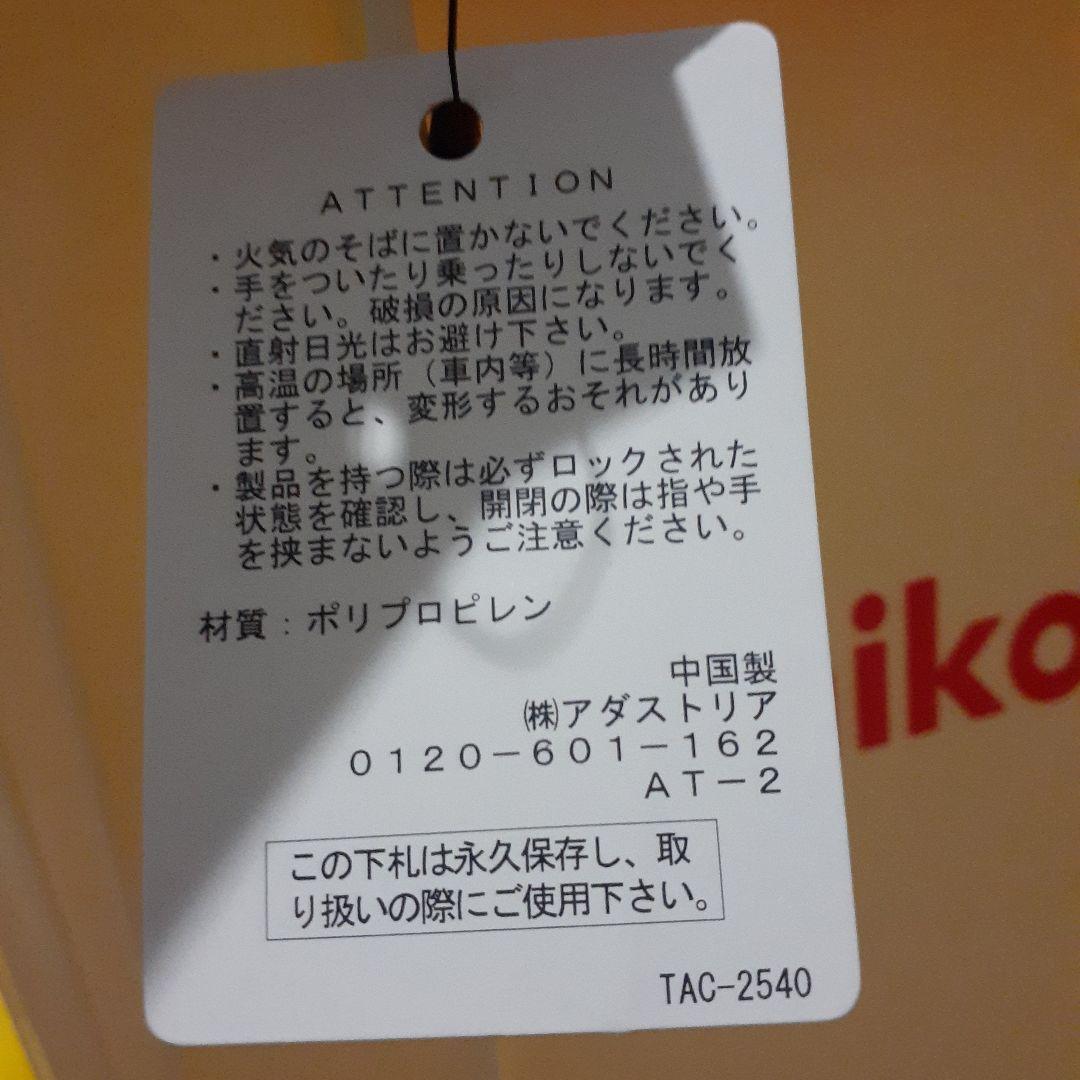 ATTENTION
・火気のそばに置かないでください。
・手をついたり乗ったりしないでく
ださい。破損の原因になります。
・直射日光はお避け下さい。
・高温の場所（車内等）に長時間放
置すると、変形するおそれがあり
ます。
・製品を持つ際は必ずロックされた
状態を確認し、開閉の際は指や手
を挟まないようご注意ください。
材質：ポリプロピレン
中国製
㈱アダストリア
0120－601－162
AT－2
この下札は永久保存し、取
り扱いの際にご使用下さい。
TAC-2540
iko